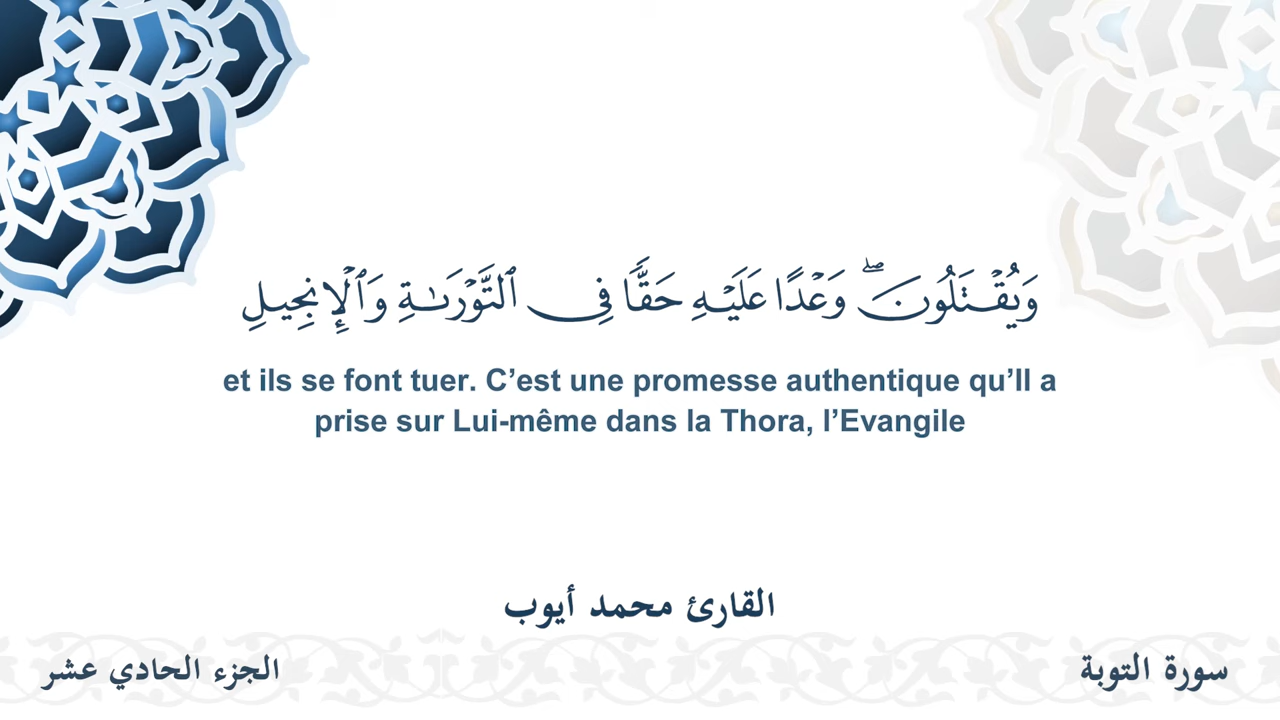 وَيُقۡتَلُونَۖ وَعۡدًا عَلَيۡهِ حَقّٗا فِي ٱلتَّوۡرَىٰةِ وَٱلۡإِنجِيلِ
et ils se font tuer. C’est une promesse authentique qu’Il a
prise sur Lui-même dans la Thora, l’Evangile
القارئ محمد أيوب
سورة التوبة
الجزء الحادي عشر